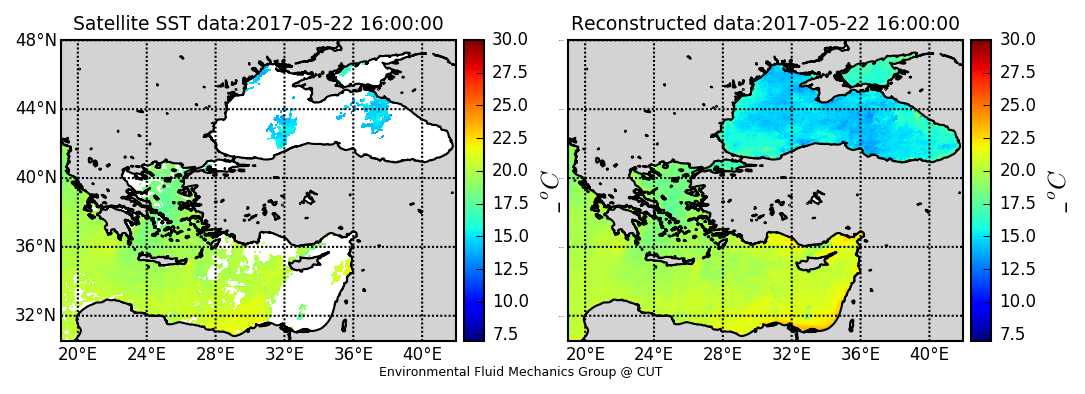 Satellite SST data:2017-05-22 16:00:00
Reconstructed data:2017-05-22 16:00:00
48°N
44°N
40°N
36°N
32°N
20°E 24°E 28°E 32°E 36°E 40°E
30.0
27.5
25.0
22.5
20.0
17.5
15.0
12.5
10.0
7.5
_ °C
20°E 24°E 28°E 32°E 36°E 40°E
30.0
27.5
25.0
22.5
20.0
17.5
15.0
12.5
10.0
7.5
_ °C
Environmental Fluid Mechanics Group @ CUT